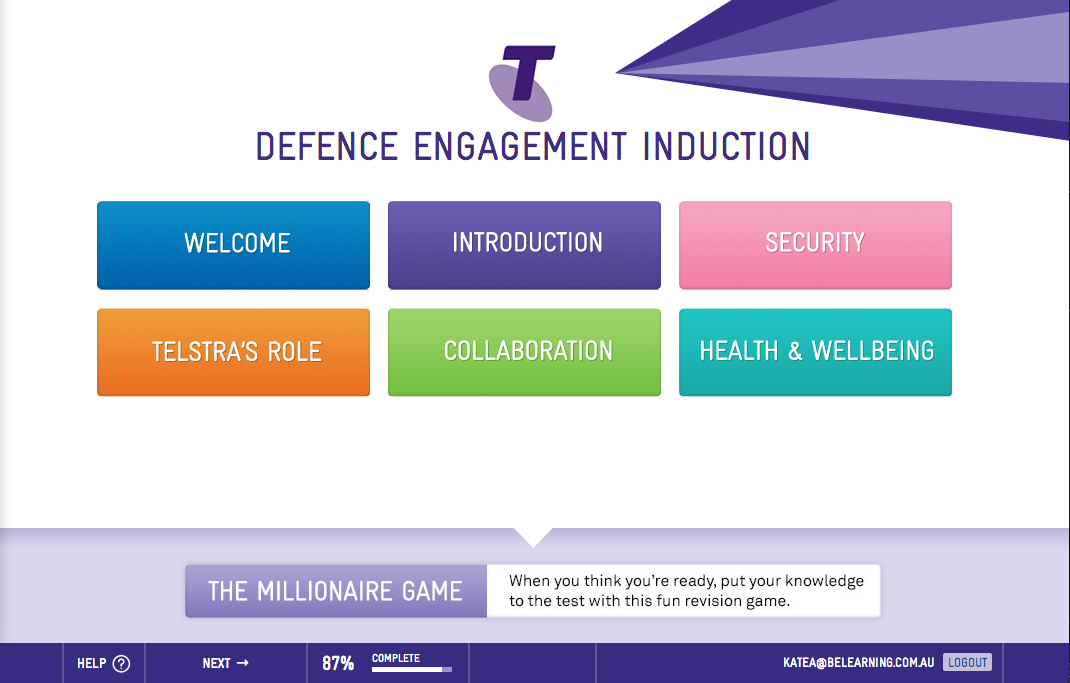 T
DEFENCE ENGAGEMENT INDUCTION
WELCOME
INTRODUCTION
SECURITY
TELSTRA'S ROLE
COLLABORATION
HEALTH & WELLBEING
THE MILLIONAIRE GAME
When you think you're ready, put your knowledge
to the test with this fun revision game.
HELP ?
NEXT →
87% COMPLETE
KATEA@BELEARNING.COM.AU
LOGOUT